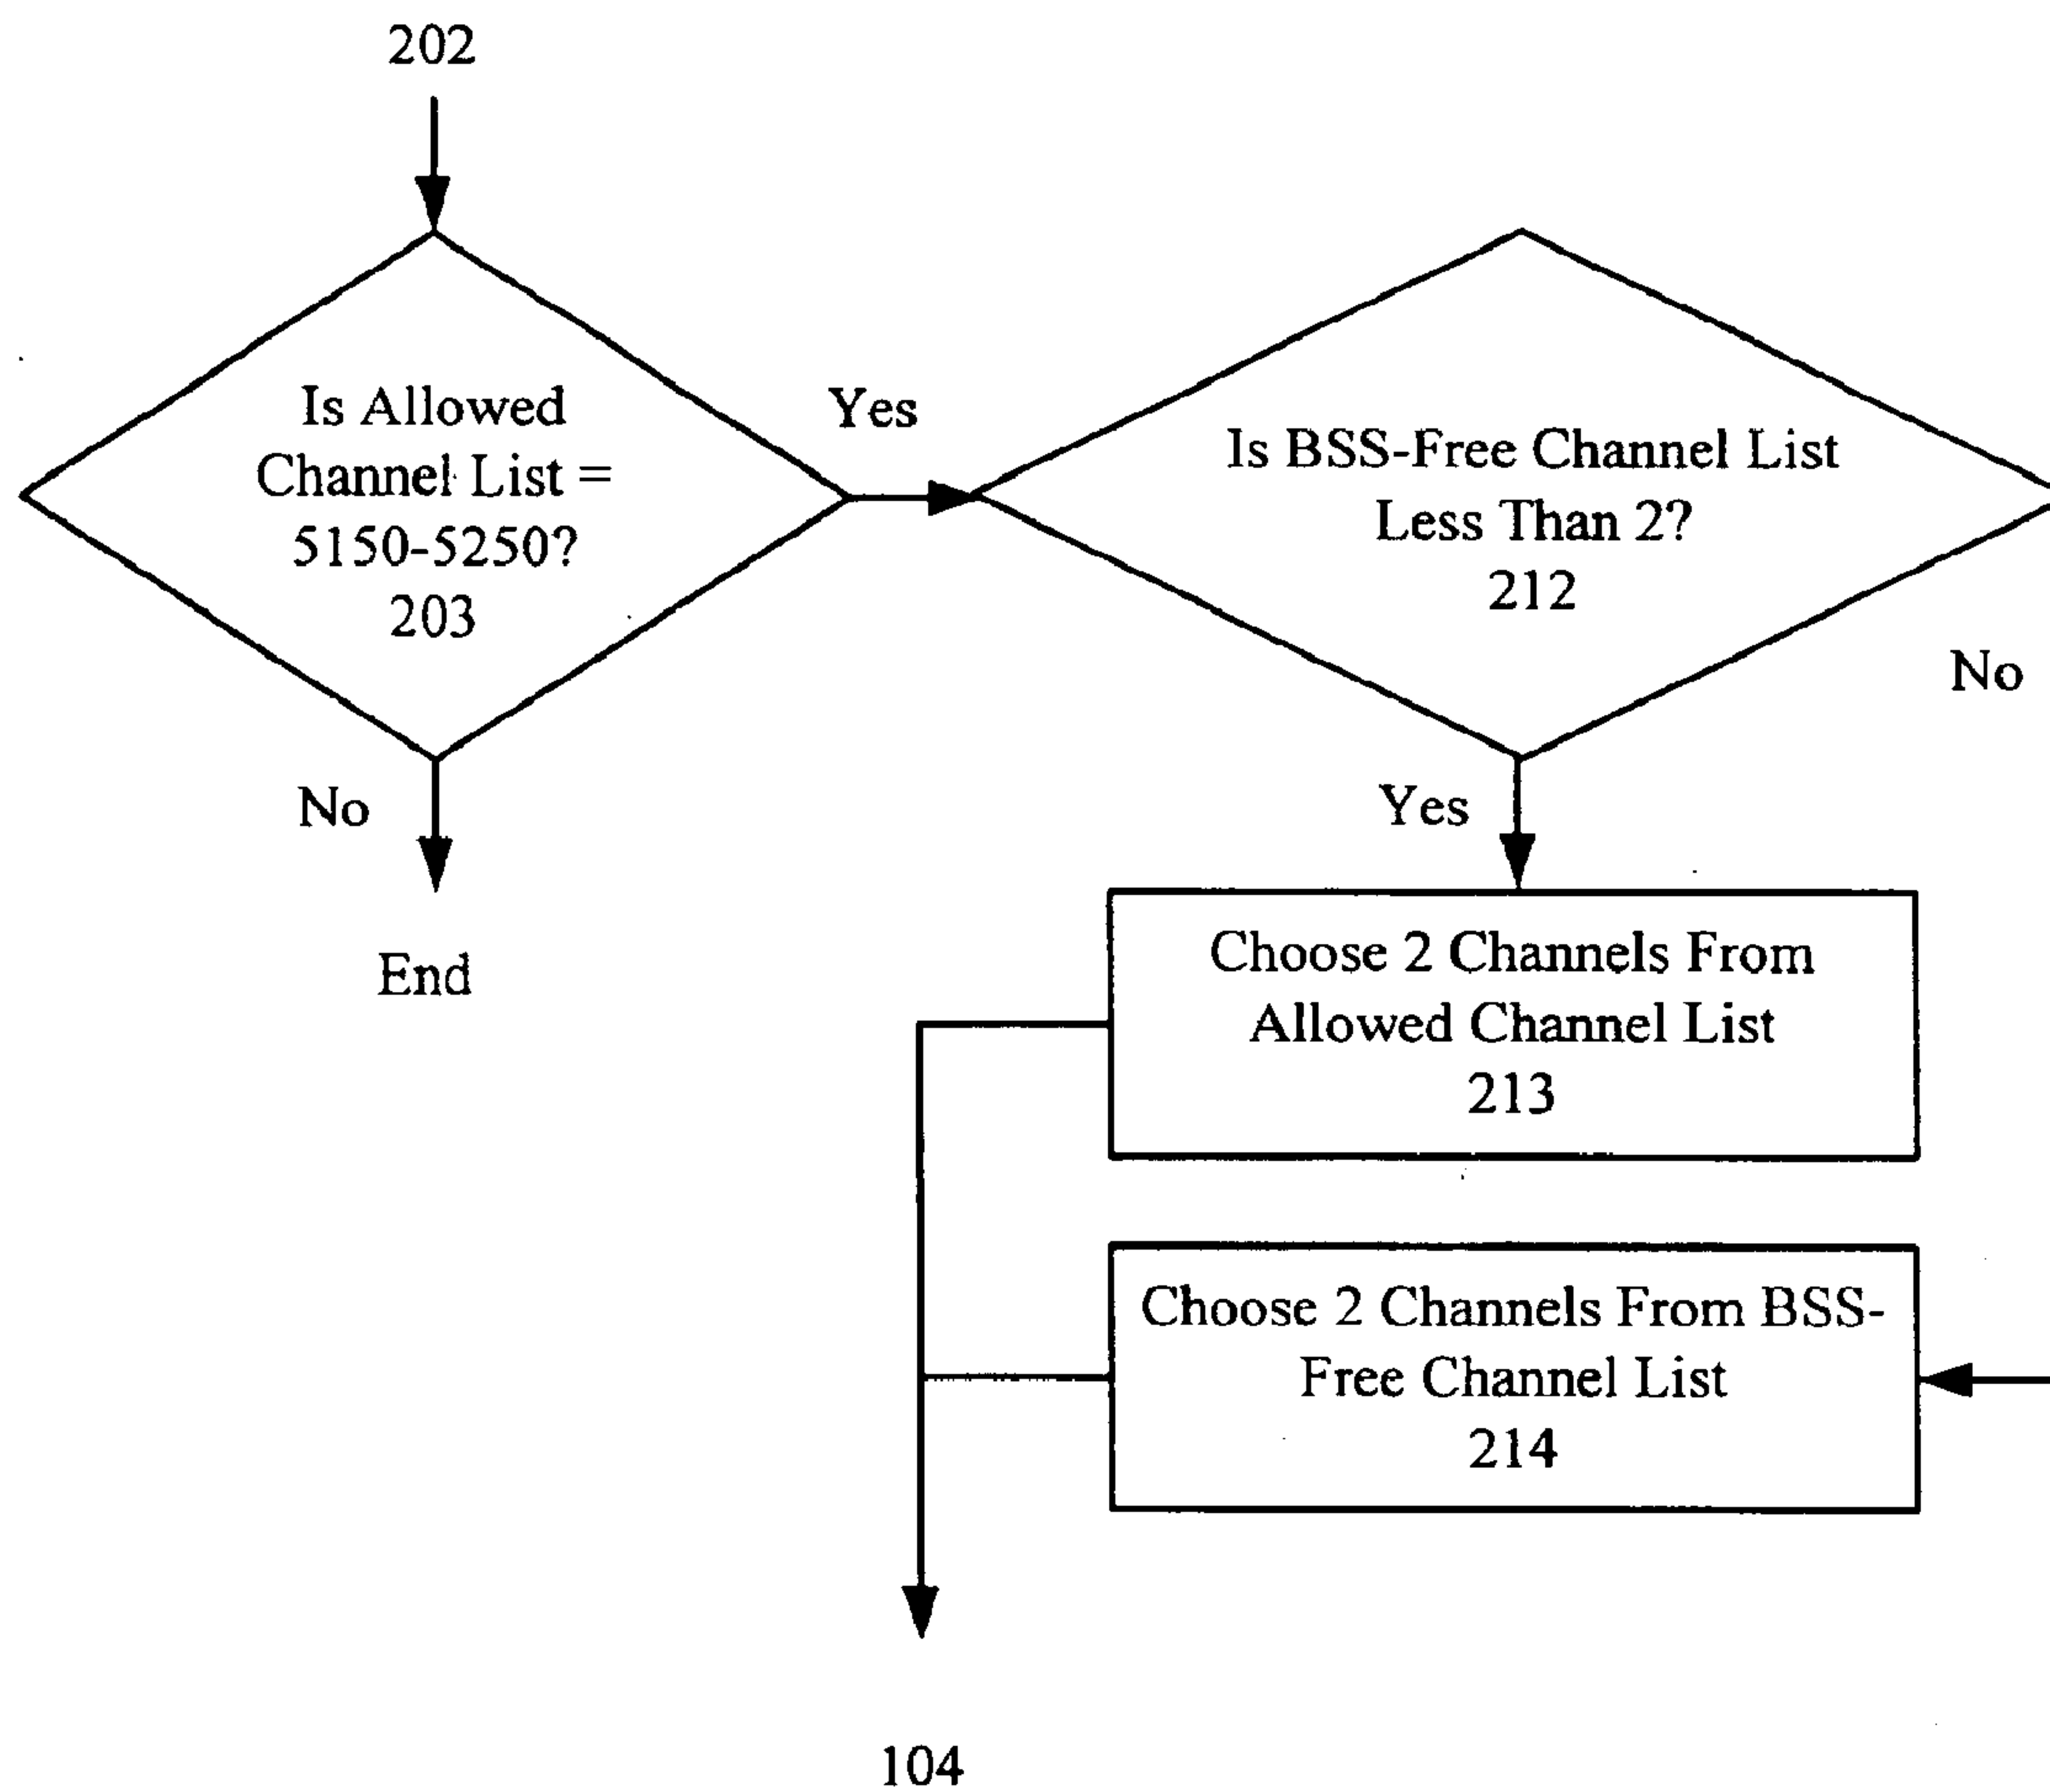 202
Is Allowed
Channel List =
5150-5250?
203
Yes
Is BSS-Free Channel List
Less Than 2?
212
No
No
Yes
End
Choose 2 Channels From
Allowed Channel List
213
Choose 2 Channels From BSS-
Free Channel List
214
104